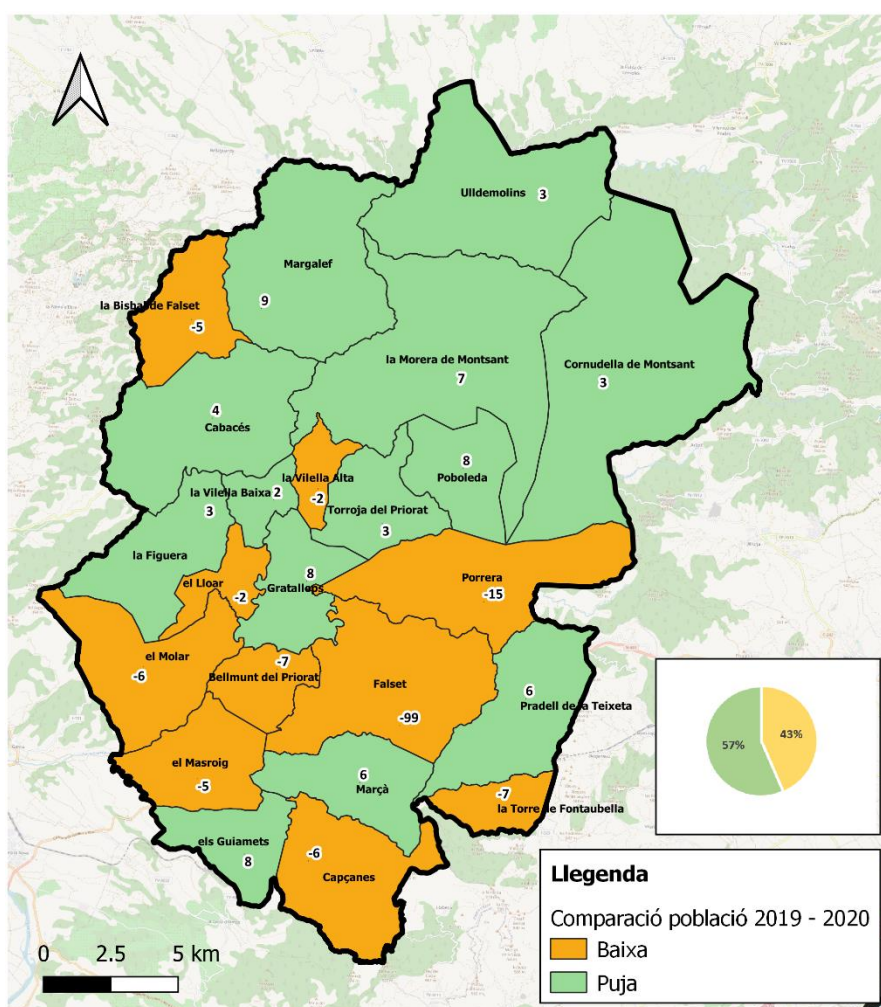 Ulldemolins 3
Margalef
9
la Bisbal de Falset
-5
la Morera de Montsant
7
Cornudella de Montsant
3
4
Cabacés
8
Poboleda
la Vilella Alta
-2
la Vilella Baixa 2
3
Torroja del Priorat
3
la Figuera
8
Gratallops
el Lloar
-2
Porrera
-15
el Molar
-6
-7
Bellmunt del Priorat
Falset
-99
6
Pradell de la Teixeta
57%
43%
el Masroig
-5
6
Marçà
-7
la Torre de Fontaubella
els Guiamets
8
-6
Capçanes
Llegenda
Comparació població 2019 - 2020
Baixa
Puja
0 2.5 5 km